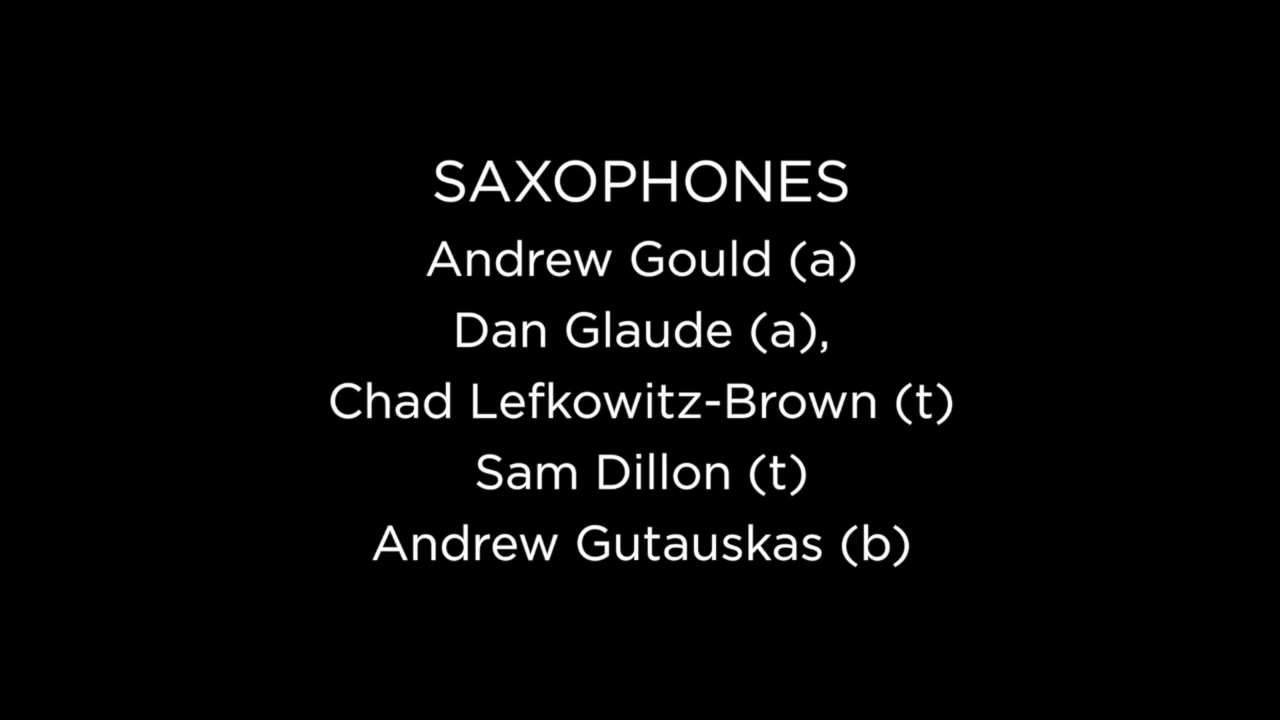 SAXOPHONES
Andrew Gould (a)
Dan Glaude (a),
Chad Lefkowitz-Brown (t)
Sam Dillon (t)
Andrew Gutauskas (b)